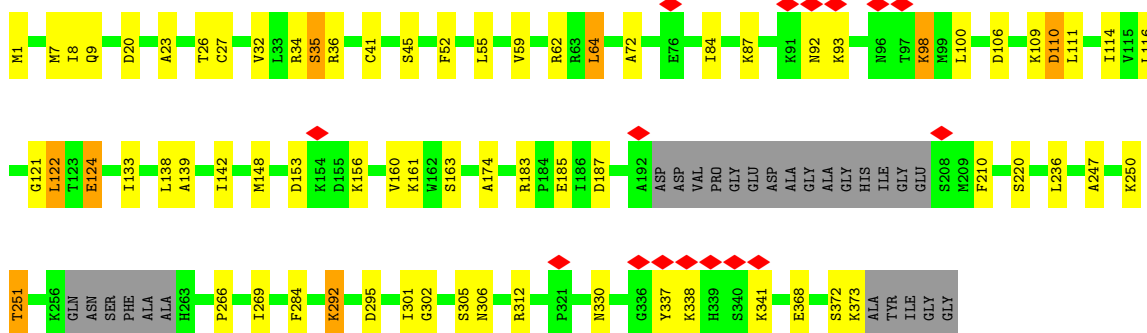 M1 M7 I8 Q9 D20 A23 T26 C27 V32 L33 R34 S35 R36 C41 S45 F52 L55 V59 R62 R63 L64 A72 E76 I84 K87 K91 N92 K93 N96 T97 K98 M99 L100 D106 K109 D110 L111 I114 V115 L116
G121 L122 T123 E124 I133 L138 A139 I142 M148 D153 K154 D155 K156 V160 K161 W162 S163 A174 R183 P184 E185 I186 D187 A192 ASP ASP VAL PRO GLY GLU ASP ALA GLY ALA GLY HIS ILE GLY GLU S208 M209 F210 S220 L236 A247 K250
T251 K256 GLN ASN SER PHE ALA ALA H263 P266 I269 F284 K292 D295 I301 G302 S305 N306 R312 P321 N330 G336 Y337 K338 H339 S340 K341 E368 S372 K373 ALA TYR ILE GLY GLY